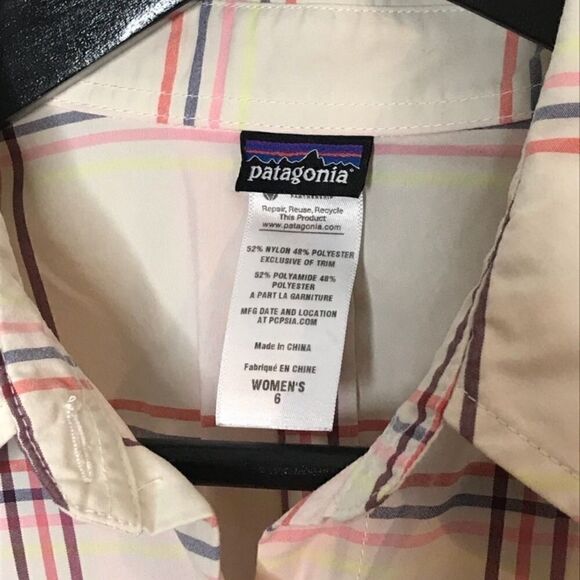 patagonia
Repair, Reuse, Recycle
This Product
www.patagonia.com
52% NYLON 48% POLYESTER
EXCLUSIVE OF TRIM
52% POLYAMIDE 48%
POLYESTER
A PART LA GARNITURE
MFG DATE AND LOCATION
AT PCPSIA.COM
Made in CHINA
Fabriqué EN CHINE
WOMEN'S
6